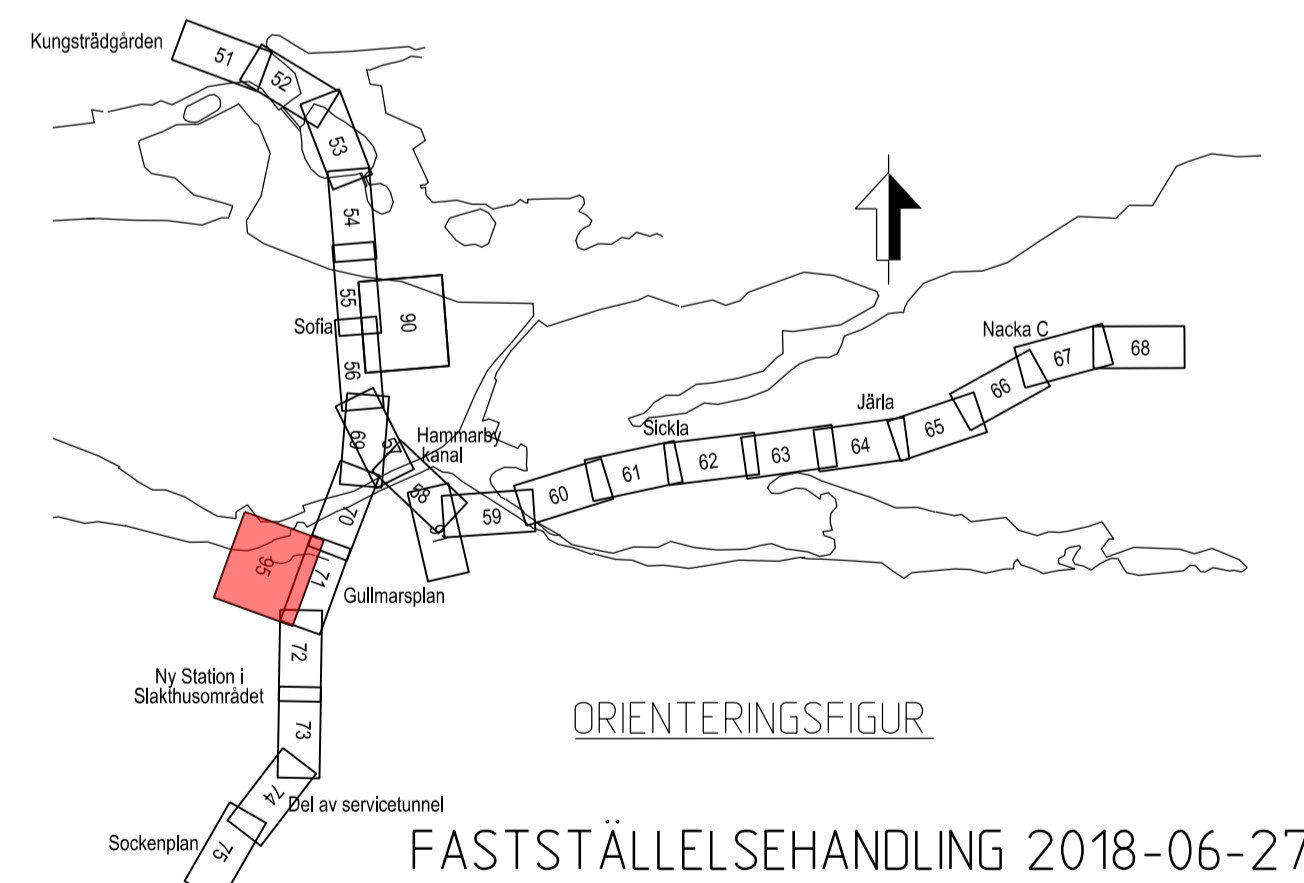 Kungsträdgården
51
52
53
54
55
Sofia
90
56
Nacka C
67
68
66
Järla
65
Sickla
64
63
62
61
60
59
69
57
Hammarby
kanal
58
70
95
71
Gullmarsplan
72
Ny Station i
Slakthusområdet
73
ORIENTERINGSFIGUR
74
Del av servicetunnel
Sockenplan
75
FASTSTÄLLELSEHANDLING 2018-06-27